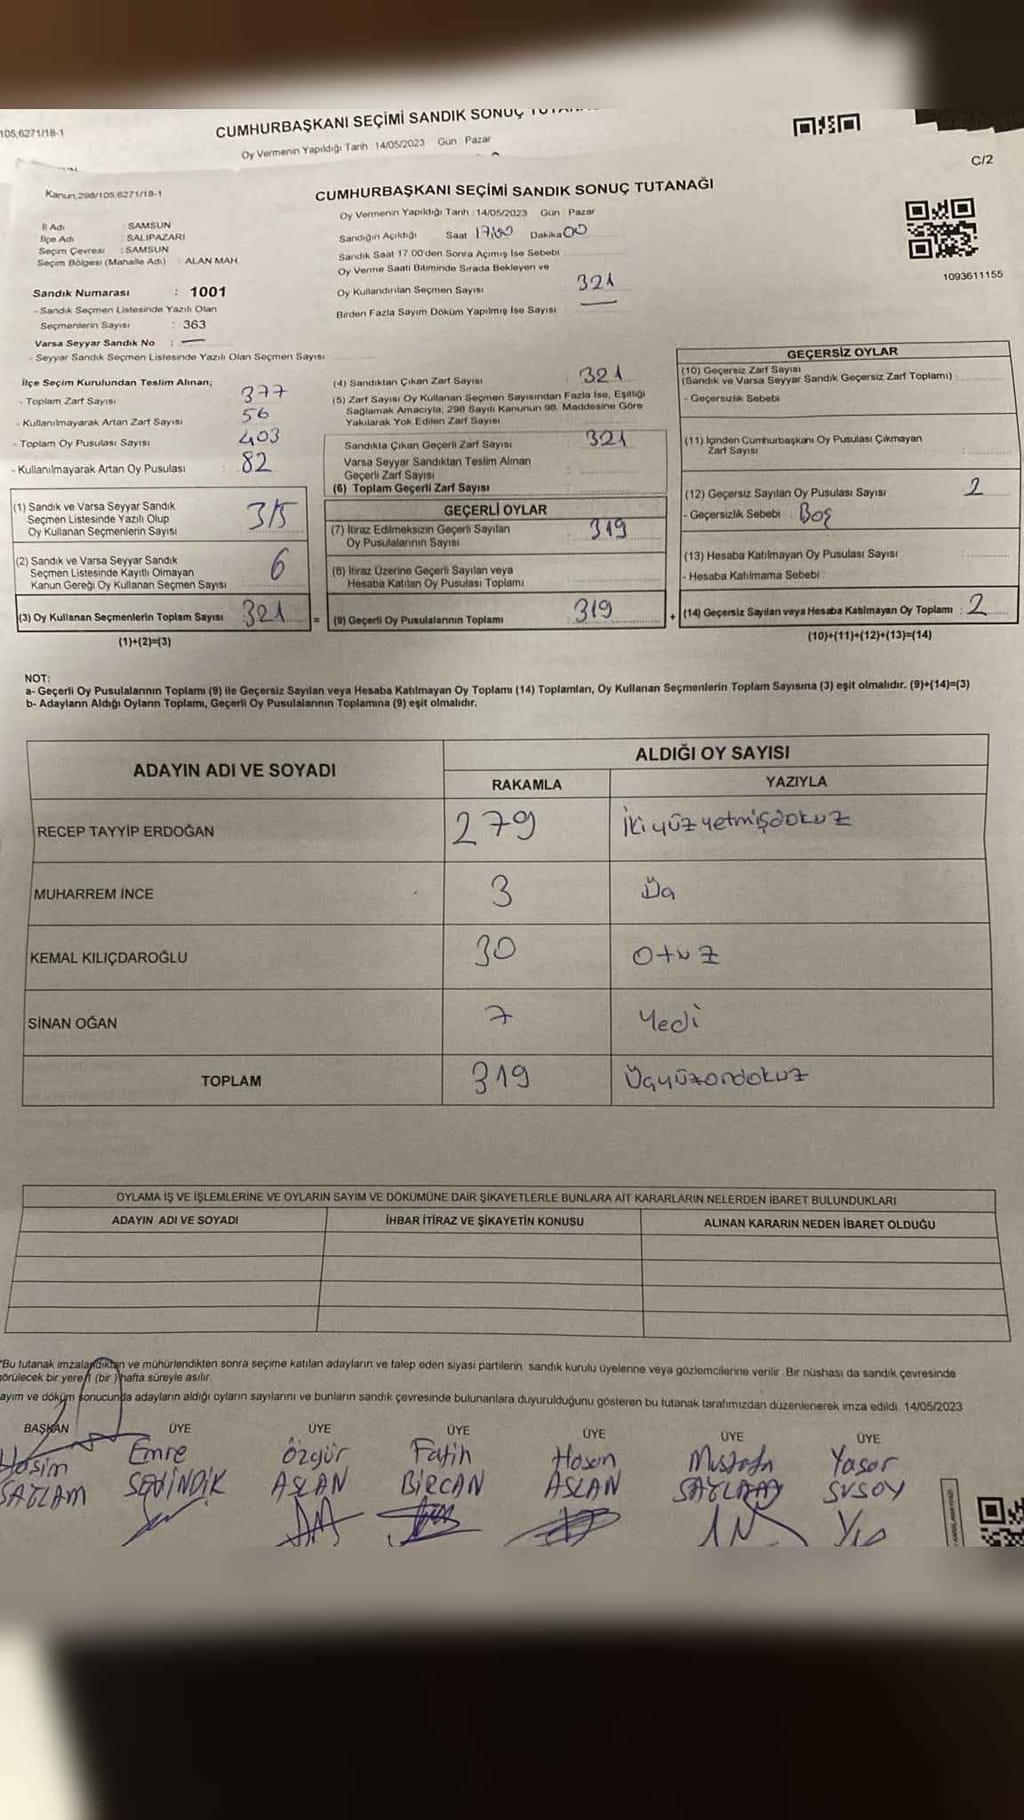 105,6271/18-1
CUMHURBAŞKANI SEÇİMİ SANDIK SONUÇ
Oy Vermenin Yapıldığı Tarih : 14/05/2023 Gün : Pazar
C/2
Kanun,298/105,6271/18-1
CUMHURBAŞKANI SEÇİMİ SANDIK SONUÇ TUTANAĞI
Oy Vermenin Yapıldığı Tarih : 14/05/2023 Gün : Pazar
İl Adı : SAMSUN
İlçe Adı : SALIPAZARI
Seçim Çevresi : SAMSUN
Seçim Bölgesi (Mahalle Adı) : ALAN MAH.
Sandığın Açıldığı Saat 17:00 Dakika 00
Sandık Saat 17.00'den Sonra Açımış İse Sebebi :
Oy Verme Saati Bitiminde Sırada Bekleyen ve
Oy Kullandırılan Seçmen Sayısı : 321
Birden Fazla Sayım Döküm Yapılmış İse Sayısı : —
1093611155
Sandık Numarası : 1001
- Sandık Seçmen Listesinde Yazılı Olan
Seçmenlerin Sayısı : 363
Varsa Seyyar Sandık No : —
- Seyyar Sandık Seçmen Listesinde Yazılı Olan Seçmen Sayısı
İlçe Seçim Kurulundan Teslim Alınan;
- Toplam Zarf Sayısı : 377
- Kullanılmayarak Artan Zarf Sayısı : 56
- Toplam Oy Pusulası Sayısı : 403
- Kullanılmayarak Artan Oy Pusulası : 82
(4) Sandıktan Çıkan Zarf Sayısı : 321
(5) Zarf Sayısı Oy Kullanan Seçmen Sayısından Fazla İse, Eşitliği
Sağlamak Amacıyla; 298 Sayılı Kanunun 98. Maddesine Göre
Yakılarak Yok Edilen Zarf Sayısı
Sandıkta Çıkan Geçerli Zarf Sayısı : 321
Varsa Seyyar Sandıktan Teslim Alınan
Geçerli Zarf Sayısı :
(6) Toplam Geçerli Zarf Sayısı :
GEÇERSİZ OYLAR
(10) Geçersiz Zarf Sayısı
(Sandık ve Varsa Seyyar Sandık Geçersiz Zarf Toplamı) :
- Geçersizlik Sebebi
(11) İçinden Cumhurbaşkanı Oy Pusulası Çıkmayan
Zarf Sayısı :
(12) Geçersiz Sayılan Oy Pusulası Sayısı : 2
- Geçersizlik Sebebi : Boş
(13) Hesaba Katılmayan Oy Pusulası Sayısı :
- Hesaba Katılmama Sebebi :
(14) Geçersiz Sayılan veya Hesaba Katılmayan Oy Toplamı : 2
(10)+(11)+(12)+(13)=(14)
(1) Sandık ve Varsa Seyyar Sandık
Seçmen Listesinde Yazılı Olup
Oy Kullanan Seçmenlerin Sayısı 315
(2) Sandık ve Varsa Seyyar Sandık
Seçmen Listesinde Kayıtlı Olmayan
Kanun Gereği Oy Kullanan Seçmen Sayısı 6
(3) Oy Kullanan Seçmenlerin Toplam Sayısı 321 =
(1)+(2)=(3)
GEÇERLİ OYLAR
(7) İtiraz Edilmeksizin Geçerli Sayılan
Oy Pusulalarının Sayısı : 319
(8) İtiraz Üzerine Geçerli Sayılan veya
Hesaba Katılan Oy Pusulası Toplamı :
(9) Geçerli Oy Pusulalarının Toplamı : 319 +
NOT:
a- Geçerli Oy Pusulalarının Toplamı (9) ile Geçersiz Sayılan veya Hesaba Katılmayan Oy Toplamı (14) Toplamları, Oy Kullanan Seçmenlerin Toplam Sayısına (3) eşit olmalıdır. (9)+(14)=(3)
b- Adayların Aldığı Oyların Toplamı, Geçerli Oy Pusulalarının Toplamına (9) eşit olmalıdır.
ADAYIN ADI VE SOYADI
ALDIĞI OY SAYISI
RAKAMLA YAZIYLA
RECEP TAYYİP ERDOĞAN 279 İkiyüzyetmişdokuz
MUHARREM İNCE 3 Üç
KEMAL KILIÇDAROĞLU 30 Otuz
SİNAN OĞAN 7 Yedi
TOPLAM 319 Üçyüzondokuz
OYLAMA İŞ VE İŞLEMLERİNE VE OYLARIN SAYIM VE DÖKÜMÜNE DAİR ŞİKAYETLERLE BUNLARA AİT KARARLARIN NELERDEN İBARET BULUNDUKLARI
ADAYIN ADI VE SOYADI İHBAR İTİRAZ VE ŞİKAYETİN KONUSU ALINAN KARARIN NEDEN İBARET OLDUĞU
*Bu tutanak imzalandıktan ve mühürlendikten sonra seçime katılan adayların ve talep eden siyasi partilerin sandık kurulu üyelerine veya gözlemcilerine verilir. Bir nüshası da sandık çevresinde
görülecek bir yere 1 (bir) hafta süreyle asılır.
ayım ve döküm sonucunda adayların aldığı oyların sayılarını ve bunların sandık çevresinde bulunanlara duyurulduğunu gösteren bu tutanak tarafımızdan düzenlenerek imza edildi. 14/05/2023
BAŞKAN ÜYE ÜYE ÜYE ÜYE ÜYE ÜYE
Hasim Emre Özgür Fatih Hasan Mustafa Yaşar
SAĞLAM SEVİNDİK ASLAN BİRCAN ASLAN SAĞLAM SUSOY